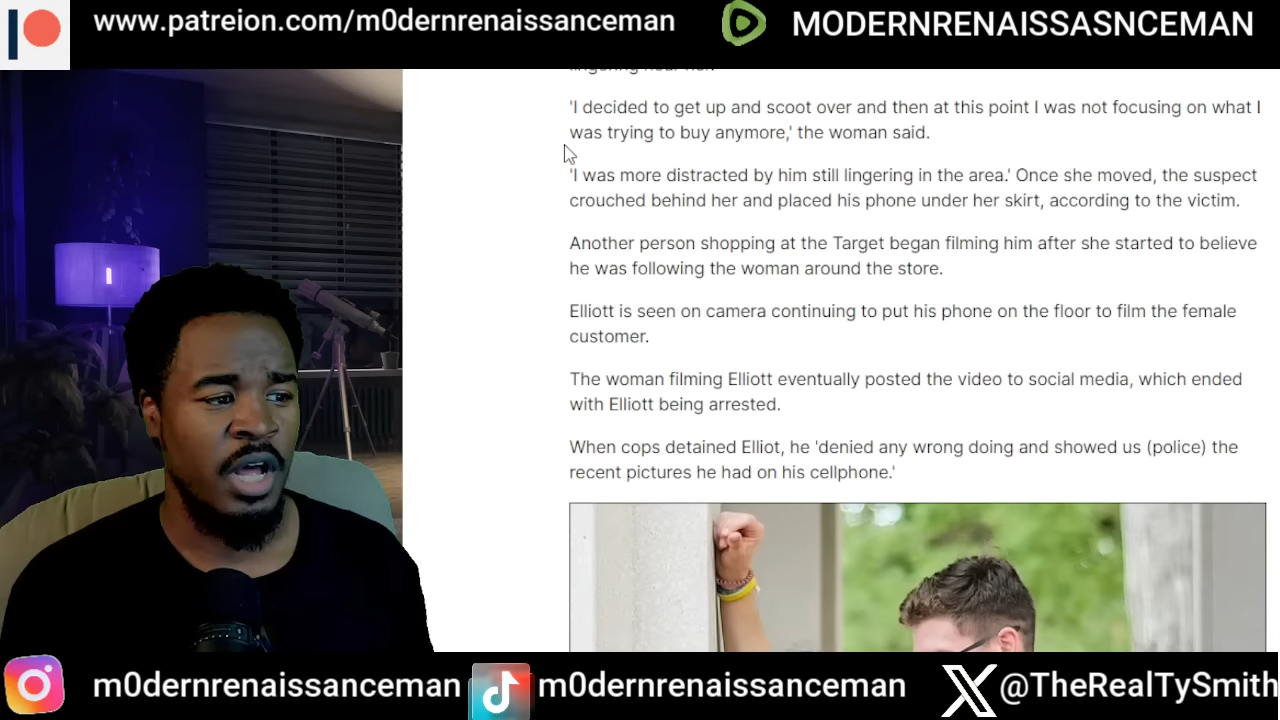 www.patreion.com/m0dernrenaissanceman
M0DERNRENAISSASNCEMAN
'I decided to get up and scoot over and then at this point I was not focusing on what I
was trying to buy anymore,' the woman said.
'I was more distracted by him still lingering in the area.' Once she moved, the suspect
crouched behind her and placed his phone under her skirt, according to the victim.
Another person shopping at the Target began filming him after she started to believe
he was following the woman around the store.
Elliott is seen on camera continuing to put his phone on the floor to film the female
customer.
The woman filming Elliott eventually posted the video to social media, which ended
with Elliott being arrested.
When cops detained Elliot, he 'denied any wrong doing and showed us (police) the
recent pictures he had on his cellphone.'
m0dernrenaissanceman
m0dernrenaissanceman
@TheRealTySmith